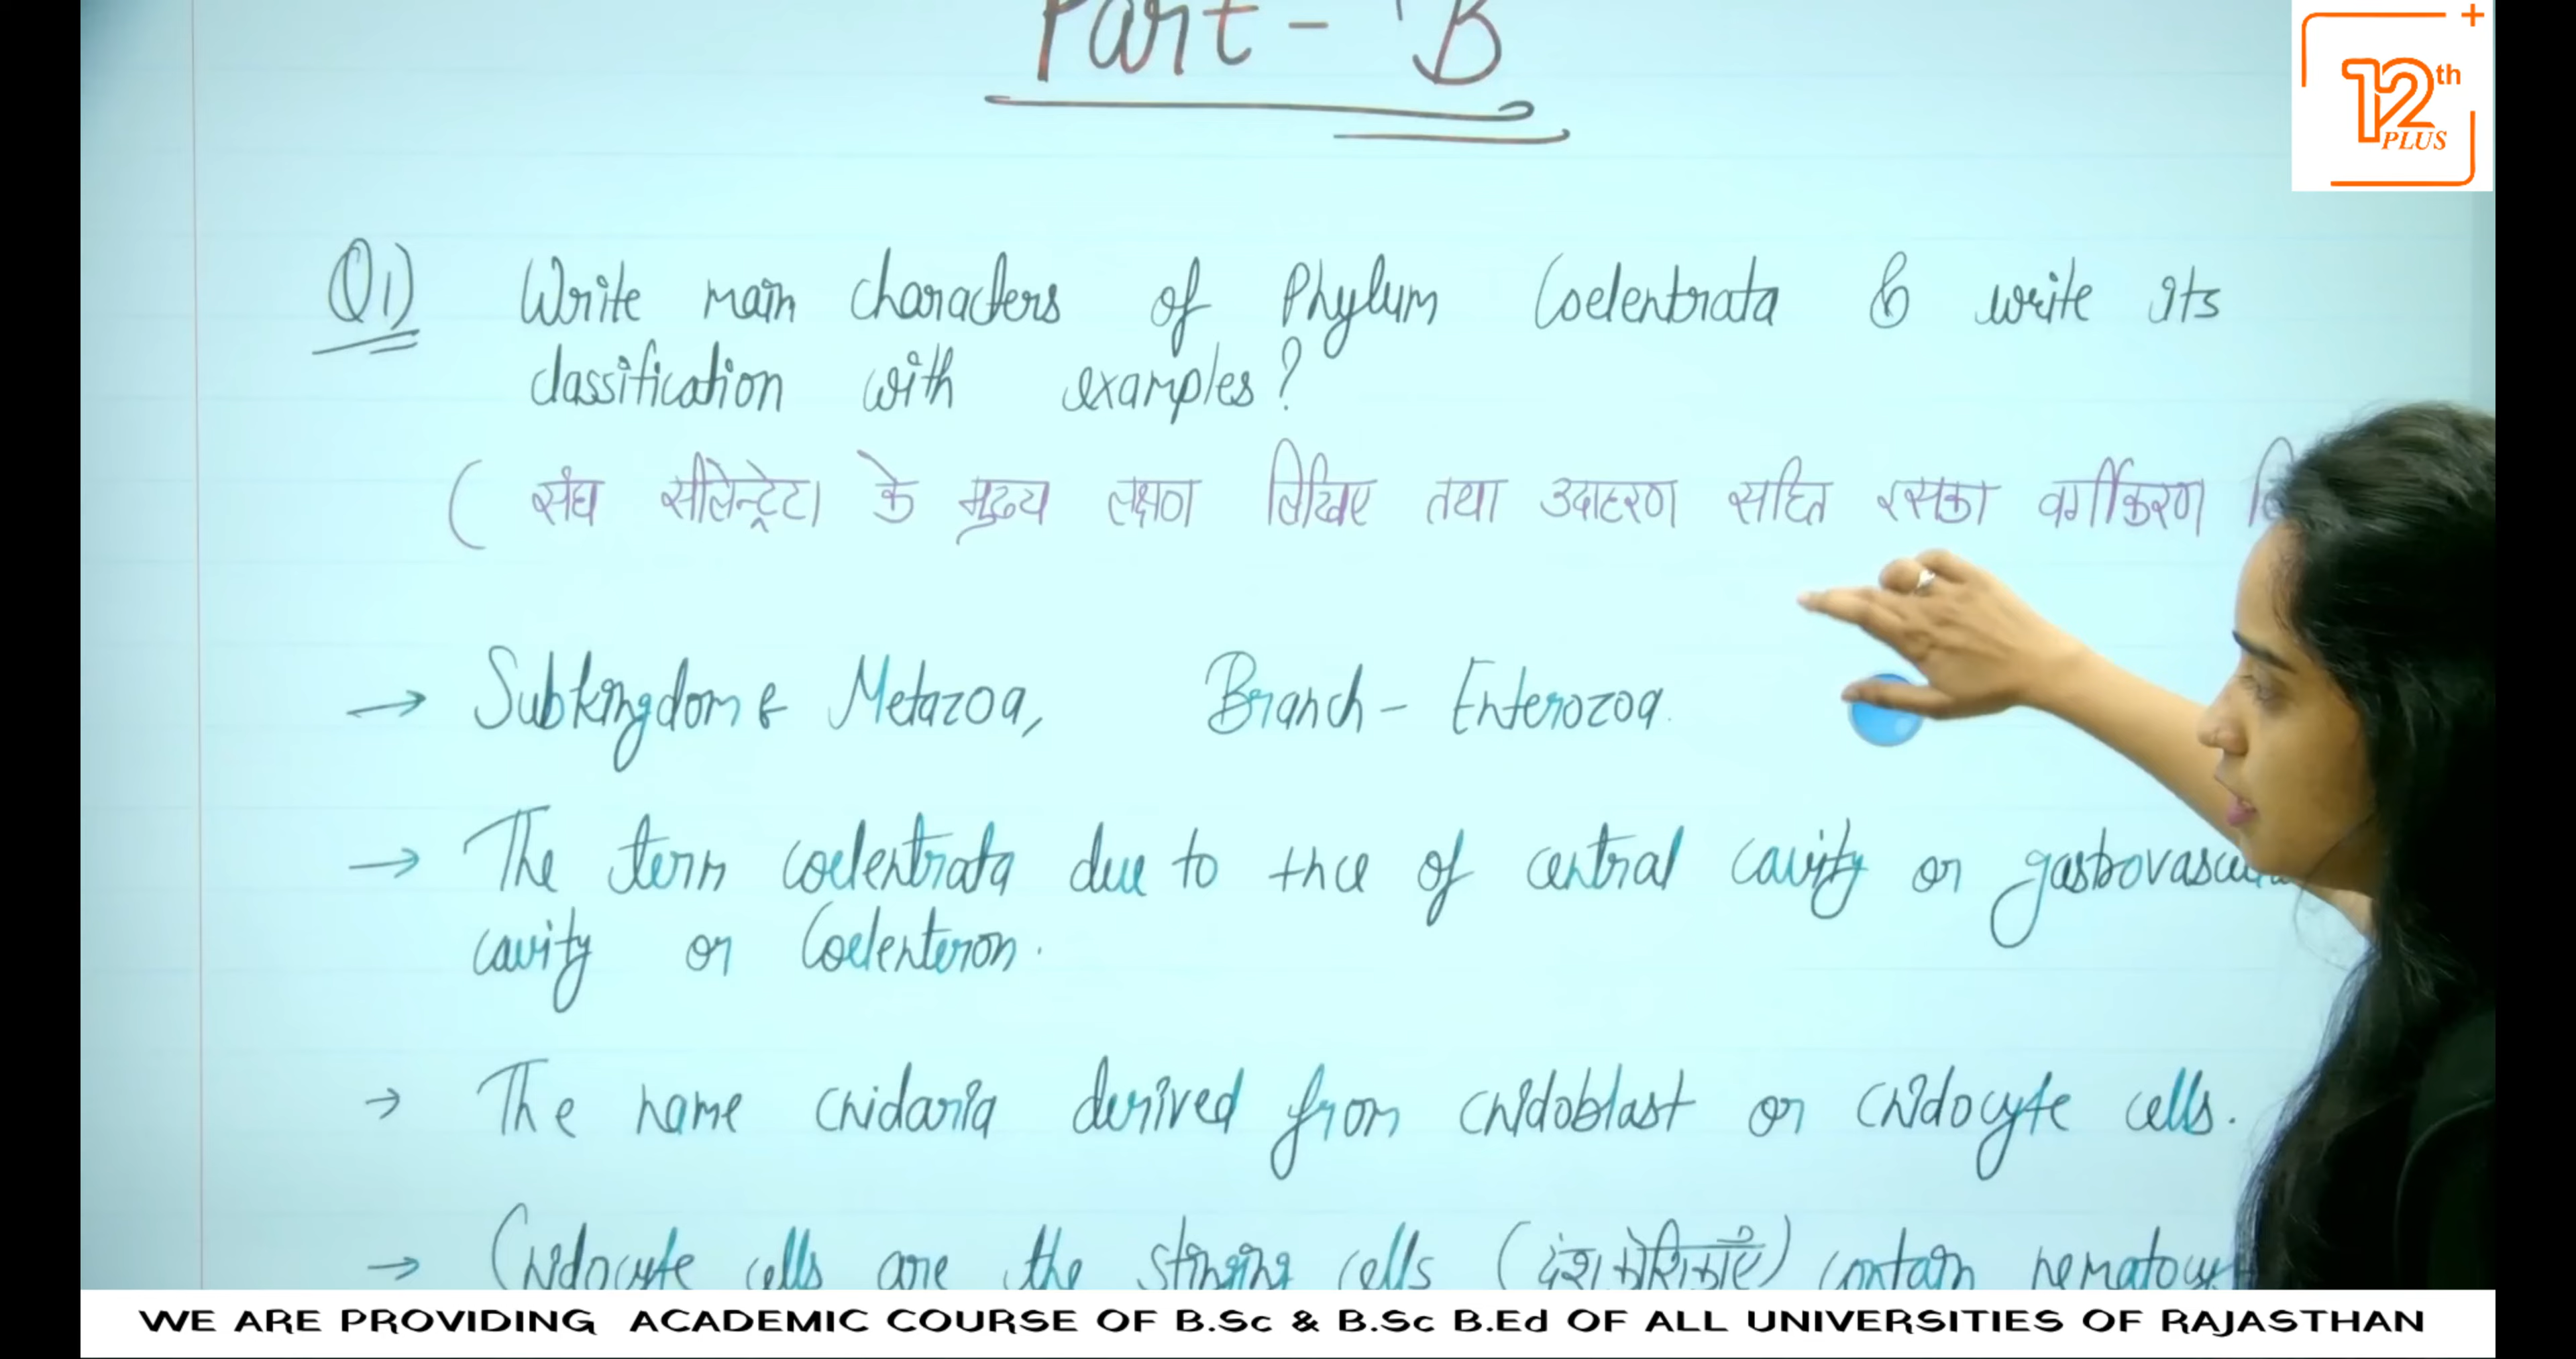 Part - 'B
12th PLUS
Q1) Write main characters of Phylum Coelentrata & write its
classification with examples?
( संघ सीलेन्ट्रेटा के मुख्य लक्षण लिखिए तथा उदाहरण सहित इसका वर्गीकरण
→ Subkingdom : Metazoa, Branch - Enterozoa.
→ The term coelentrata due to +nce of central cavity or gastrovascular
cavity or Coelenteron.
→ The name cnidaria derived from cnidoblast or cnidocyte cells.
→ Cnidocyte cells are the stinging cells (दंश कोशिकाएँ) contain
WE ARE PROVIDING ACADEMIC COURSE OF B.Sc & B.Sc B.Ed OF ALL UNIVERSITIES OF RAJASTHAN